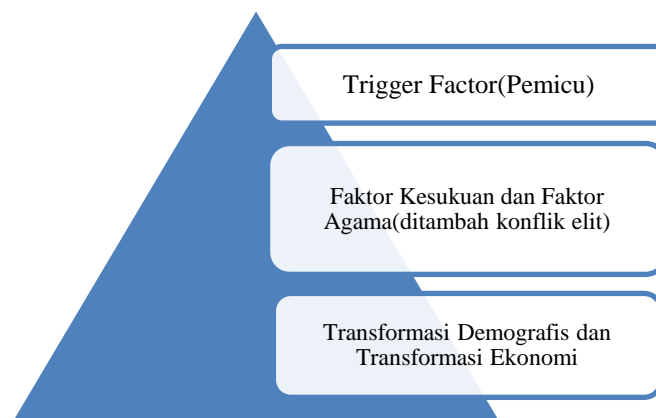 Trigger Factor(Pemicu)
Faktor Kesukuan dan Faktor
Agama(ditambah konflik elit)
Transformasi Demografis dan
Transformasi Ekonomi